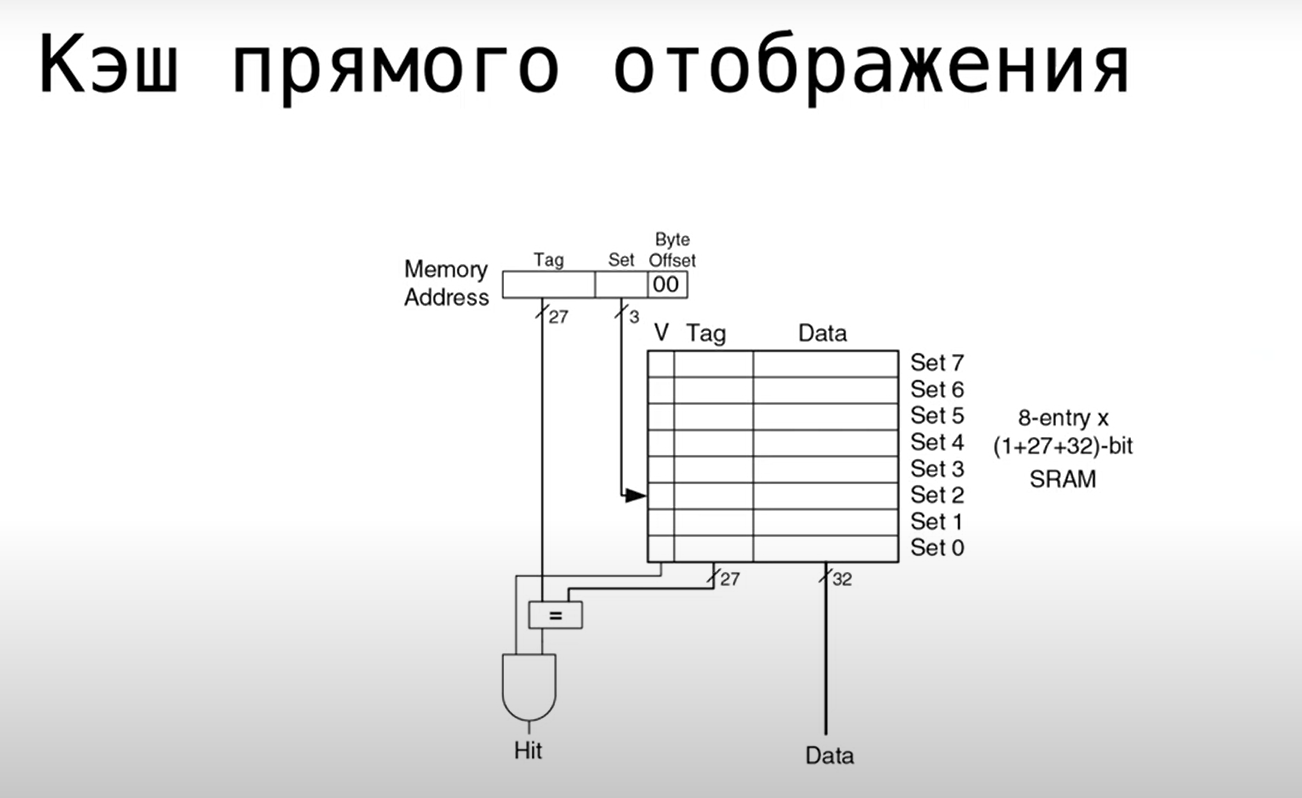 Кэш прямого отображения
Byte
Tag Set Offset
Memory
Address
00
27 3
V Tag Data
Set 7
Set 6
Set 5
Set 4
Set 3
Set 2
Set 1
Set 0
8-entry x
(1+27+32)-bit
SRAM
27 32
=
Hit
Data